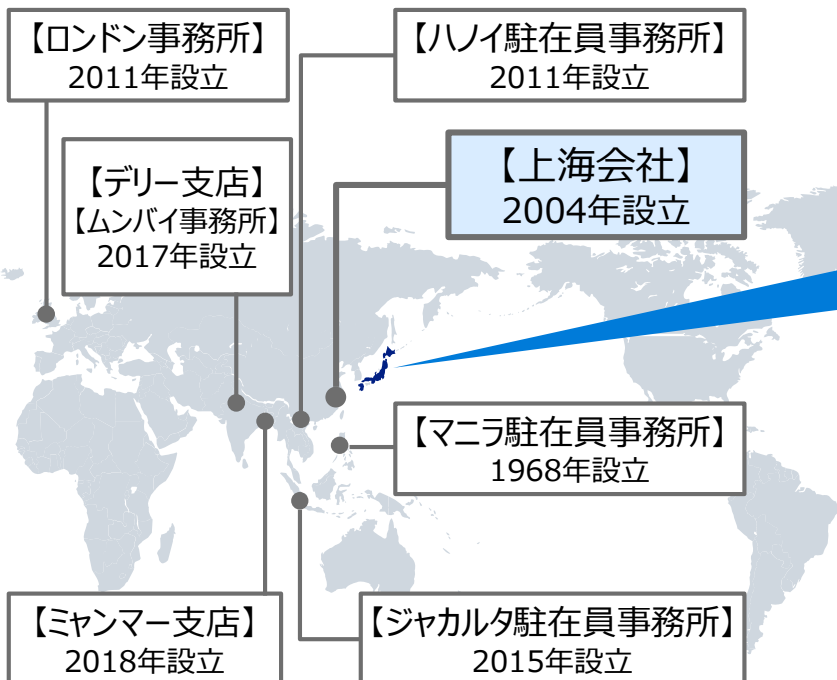 【ロンドン事務所】
2011年設立
【ハノイ駐在員事務所】
2011年設立
【デリー支店】
【ムンバイ事務所】
2017年設立
【上海会社】
2004年設立
【マニラ駐在員事務所】
1968年設立
【ミャンマー支店】
2018年設立
【ジャカルタ駐在員事務所】
2015年設立